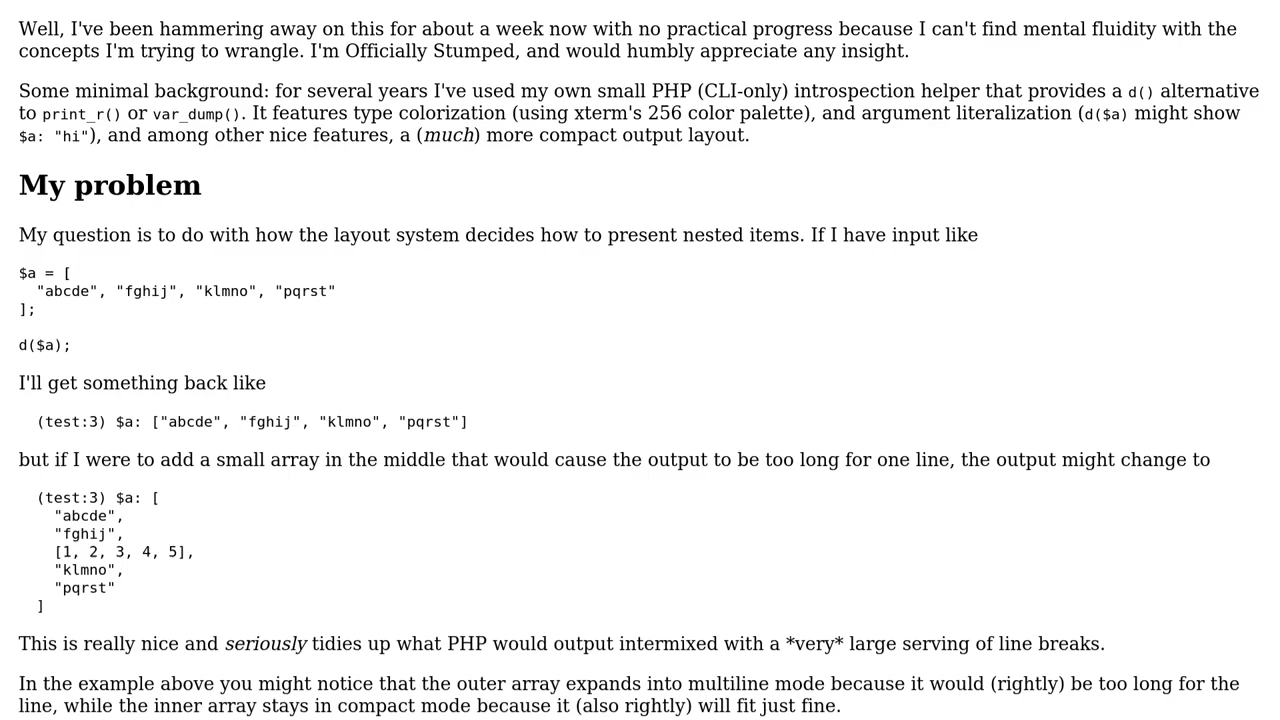 Well, I've been hammering away on this for about a week now with no practical progress because I can't find mental fluidity with the
concepts I'm trying to wrangle. I'm Officially Stumped, and would humbly appreciate any insight.
Some minimal background: for several years I've used my own small PHP (CLI-only) introspection helper that provides a d() alternative
to print_r() or var_dump(). It features type colorization (using xterm's 256 color palette), and argument literalization (d($a) might show
$a: "hi"), and among other nice features, a (much) more compact output layout.
My problem
My question is to do with how the layout system decides how to present nested items. If I have input like
$a = [
  "abcde", "fghij", "klmno", "pqrst"
];
d($a);
I'll get something back like
  (test:3) $a: ["abcde", "fghij", "klmno", "pqrst"]
but if I were to add a small array in the middle that would cause the output to be too long for one line, the output might change to
  (test:3) $a: [
    "abcde",
    "fghij",
    [1, 2, 3, 4, 5],
    "klmno",
    "pqrst"
  ]
This is really nice and seriously tidies up what PHP would output intermixed with a *very* large serving of line breaks.
In the example above you might notice that the outer array expands into multiline mode because it would (rightly) be too long for the
line, while the inner array stays in compact mode because it (also rightly) will fit just fine.